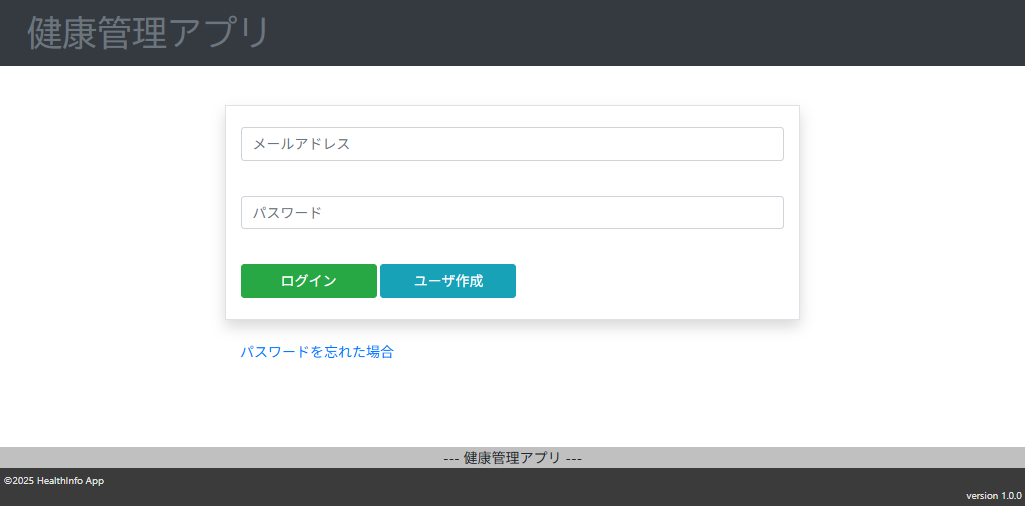 健康管理アプリ
メールアドレス
パスワード
ログイン ユーザ作成
パスワードを忘れた場合
--- 健康管理アプリ ---
©2025 HealthInfo App
version 1.0.0